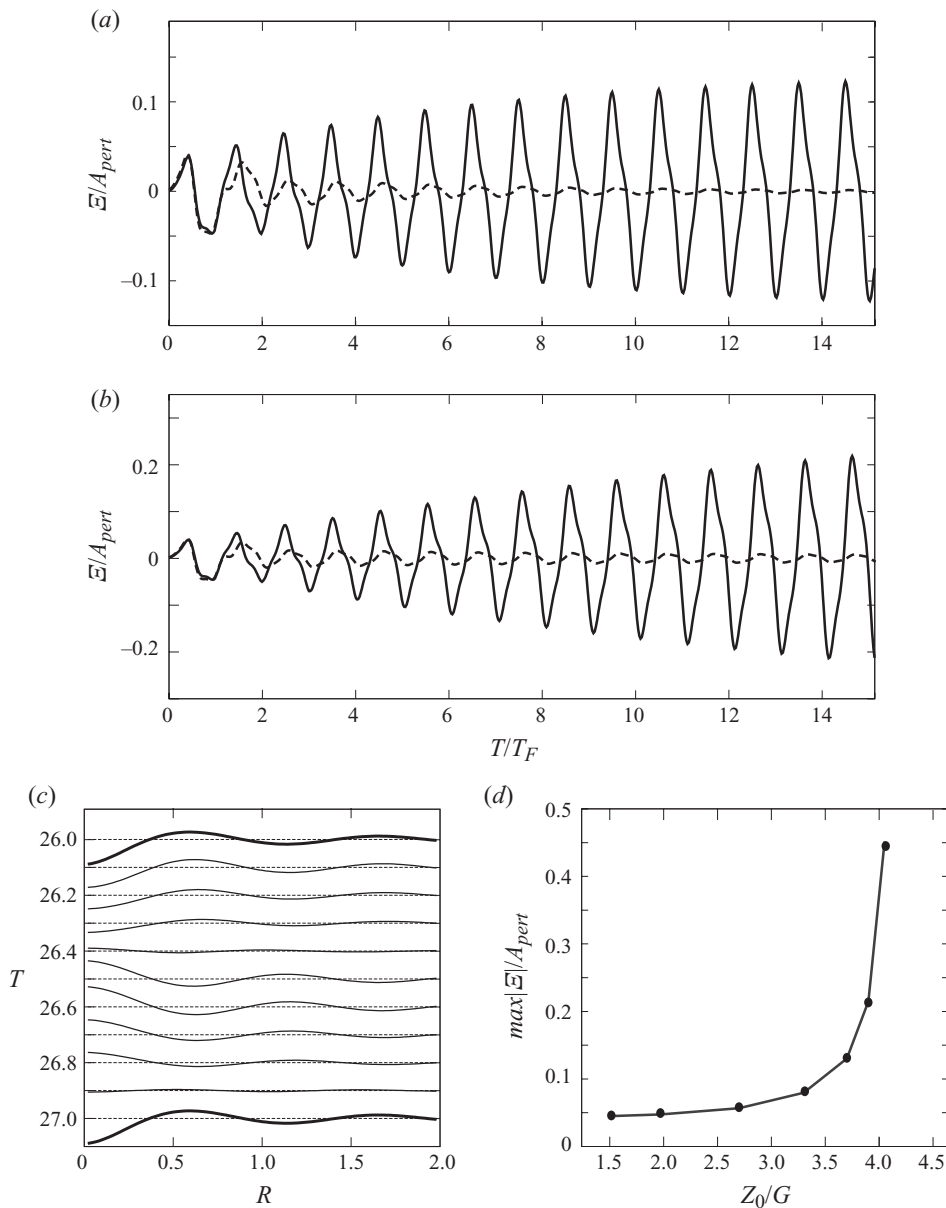 (a)
0.1
0
–0.1
Ξ/A_pert
0 2 4 6 8 10 12 14
(b)
0.2
0
–0.2
Ξ/A_pert
0 2 4 6 8 10 12 14
T/T_F
(c)
26.0
26.2
26.4
26.6
26.8
27.0
T
0 0.5 1.0 1.5 2.0
R
(d)
0.5
0.4
0.3
0.2
0.1
0
max|Ξ|/A_pert
1.5 2.0 2.5 3.0 3.5 4.0 4.5
Z_0/G